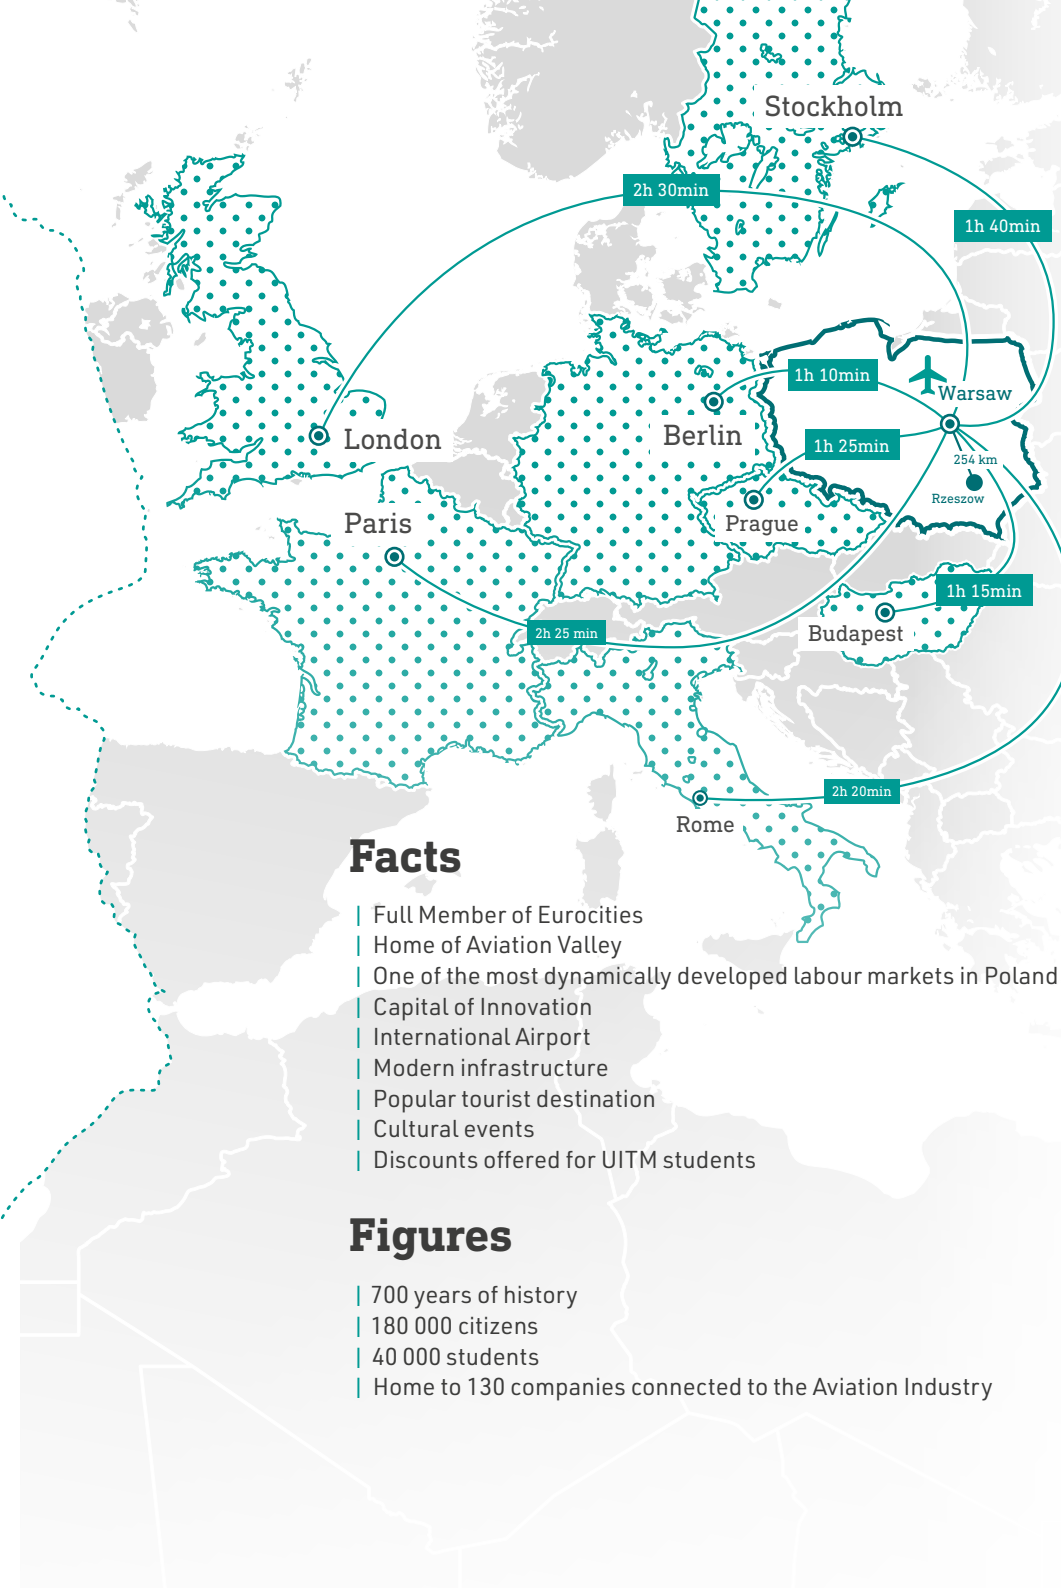 Stockholm
2h 30min
1h 40min
1h 10min
Warsaw
London
Berlin
1h 25min
254 km
Rzeszow
Paris
Prague
1h 15min
Budapest
2h 25 min
2h 20min
Rome
Facts
| Full Member of Eurocities
| Home of Aviation Valley
| One of the most dynamically developed labour markets in Poland
| Capital of Innovation
| International Airport
| Modern infrastructure
| Popular tourist destination
| Cultural events
| Discounts offered for UITM students
Figures
| 700 years of history
| 180 000 citizens
| 40 000 students
| Home to 130 companies connected to the Aviation Industry